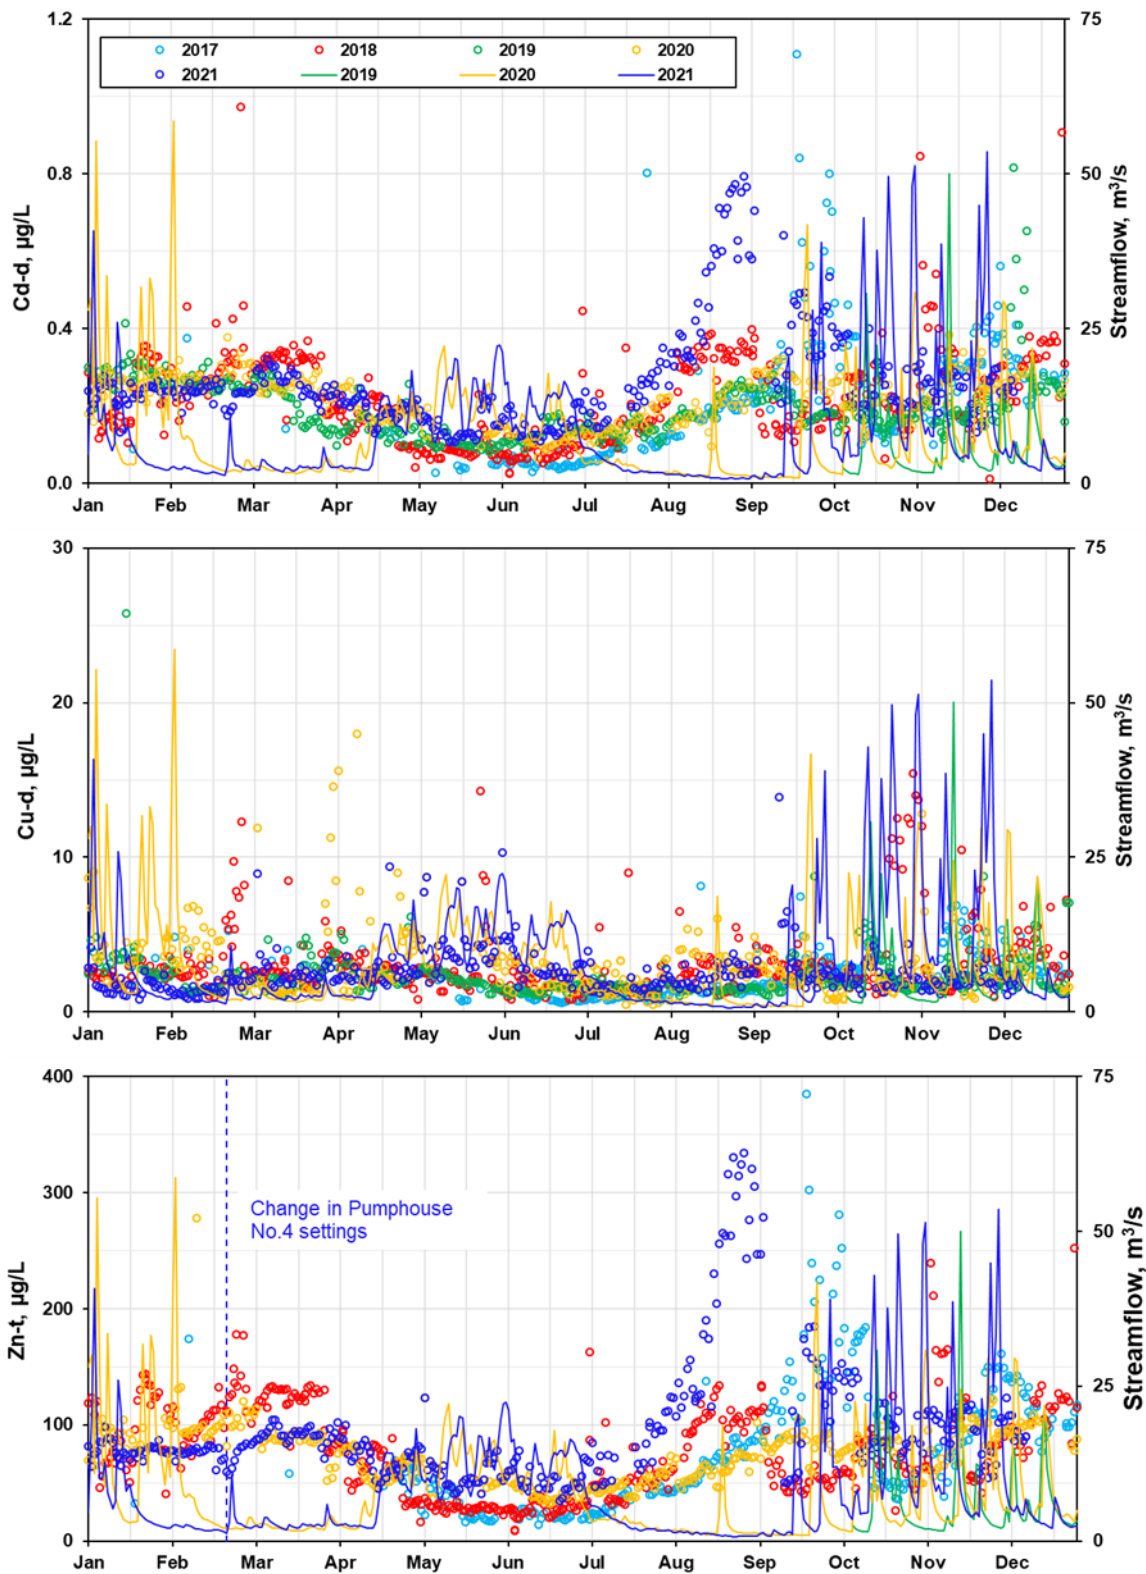 1.2
0.8
0.4
0.0
Cd-d, µg/L
2017 2018 2019 2020
2021 2019 2020 2021
75
50
25
0
Streamflow, m³/s
Jan Feb Mar Apr May Jun Jul Aug Sep Oct Nov Dec
30
20
10
0
Cu-d, µg/L
75
50
25
0
Streamflow, m³/s
Jan Feb Mar Apr May Jun Jul Aug Sep Oct Nov Dec
400
300
200
100
0
Zn-t, µg/L
Change in Pumphouse
No.4 settings
75
50
25
0
Streamflow, m³/s
Jan Feb Mar Apr May Jun Jul Aug Sep Oct Nov Dec